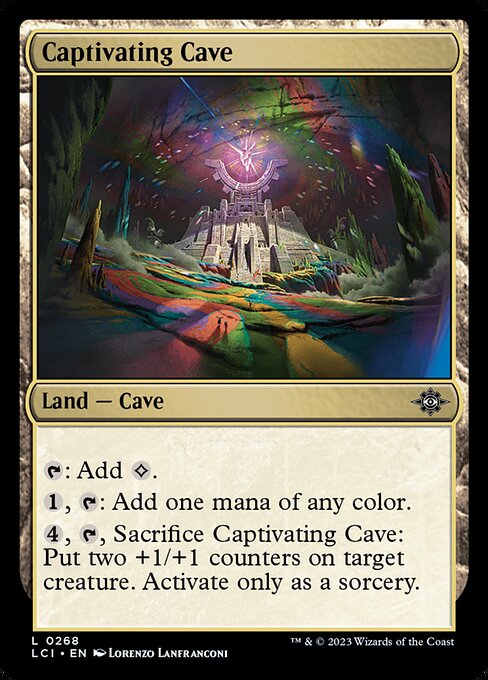 Captivating Cave
Land — Cave
: Add .
1, : Add one mana of any color.
4, , Sacrifice Captivating Cave:
Put two +1/+1 counters on target
creature. Activate only as a sorcery.
L 0268
LCI • EN Lorenzo Lanfranconi
™ & © 2023 Wizards of the Coast